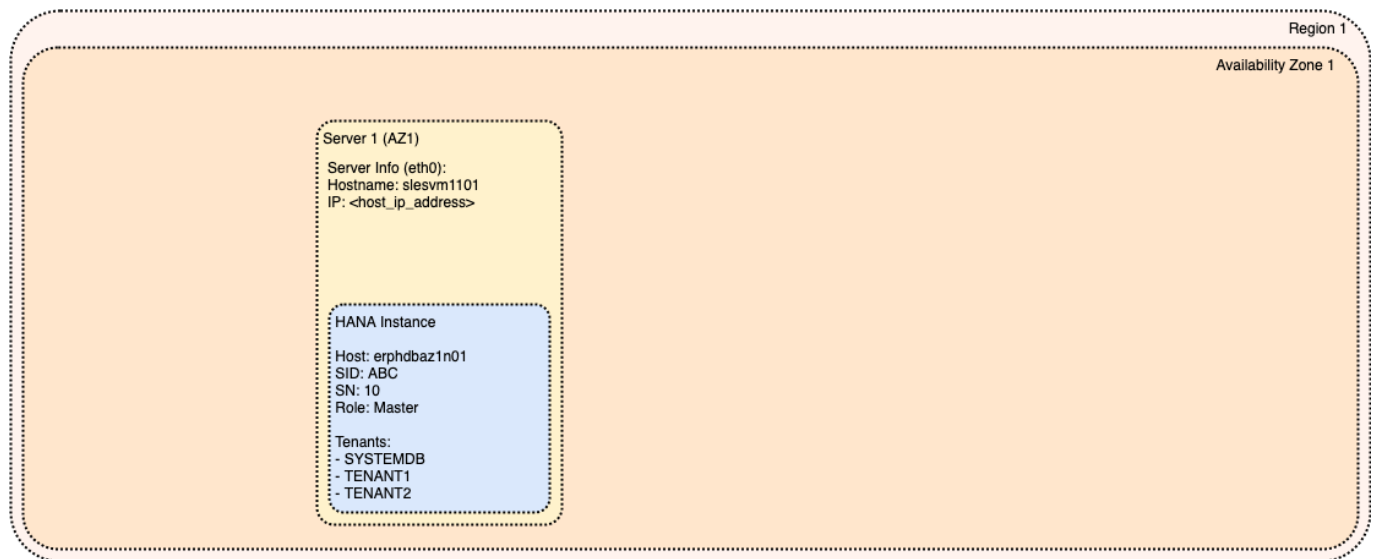 Region 1
Availability Zone 1
Server 1 (AZ1)
Server Info (eth0):
Hostname: slesvm1101
IP: <host_ip_address>
HANA Instance
Host: erphdbaz1n01
SID: ABC
SN: 10
Role: Master
Tenants:
- SYSTEMDB
- TENANT1
- TENANT2